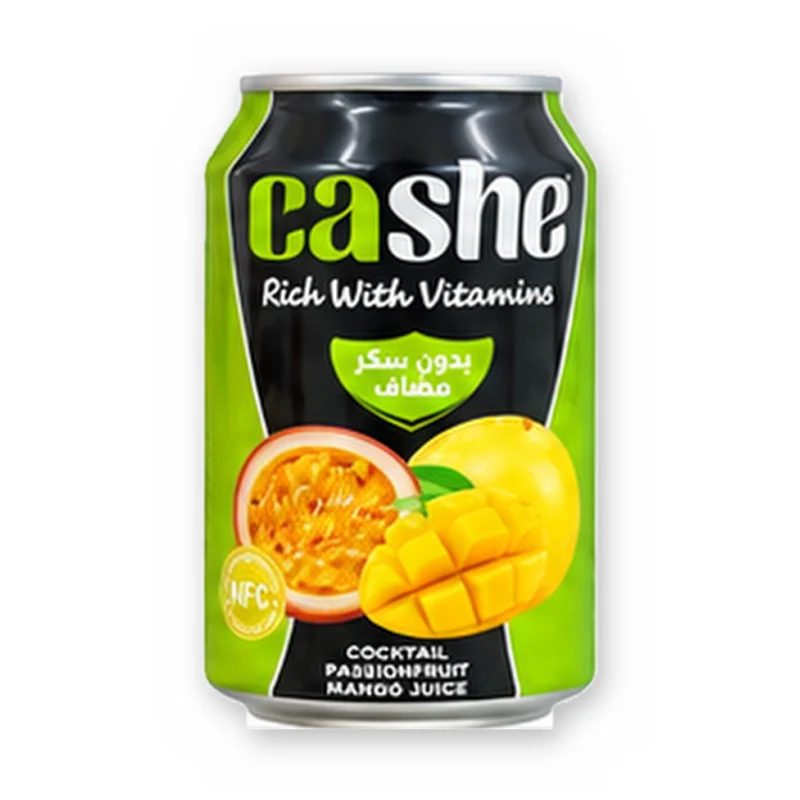 cashe
Rich With Vitamins
بدون سكر
مضاف
NFC
COCKTAIL
PASSIONFRUIT
MANGO JUICE